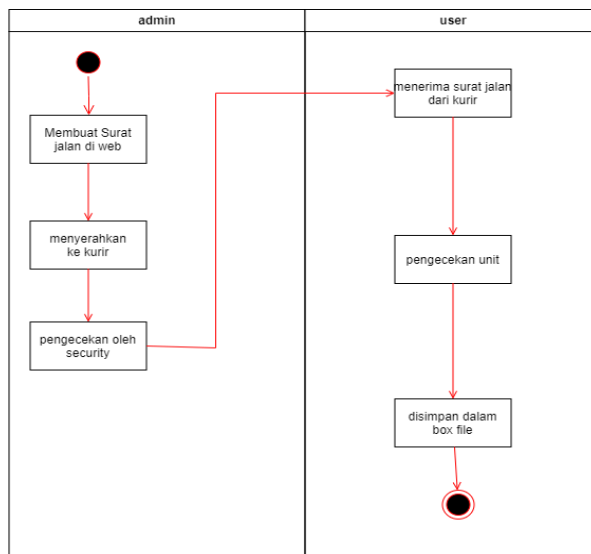 admin
user
Membuat Surat
jalan di web
menyerahkan
ke kurir
pengecekan oleh
security
menerima surat jalan
dari kurir
pengecekan unit
disimpan dalam
box file